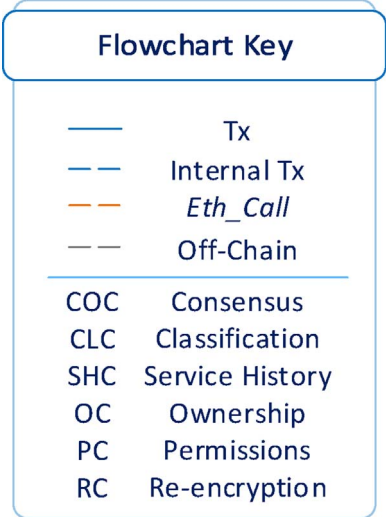 Flowchart Key
Tx
Internal Tx
Eth_Call
Off-Chain
COC Consensus
CLC Classification
SHC Service History
OC Ownership
PC Permissions
RC Re-encryption